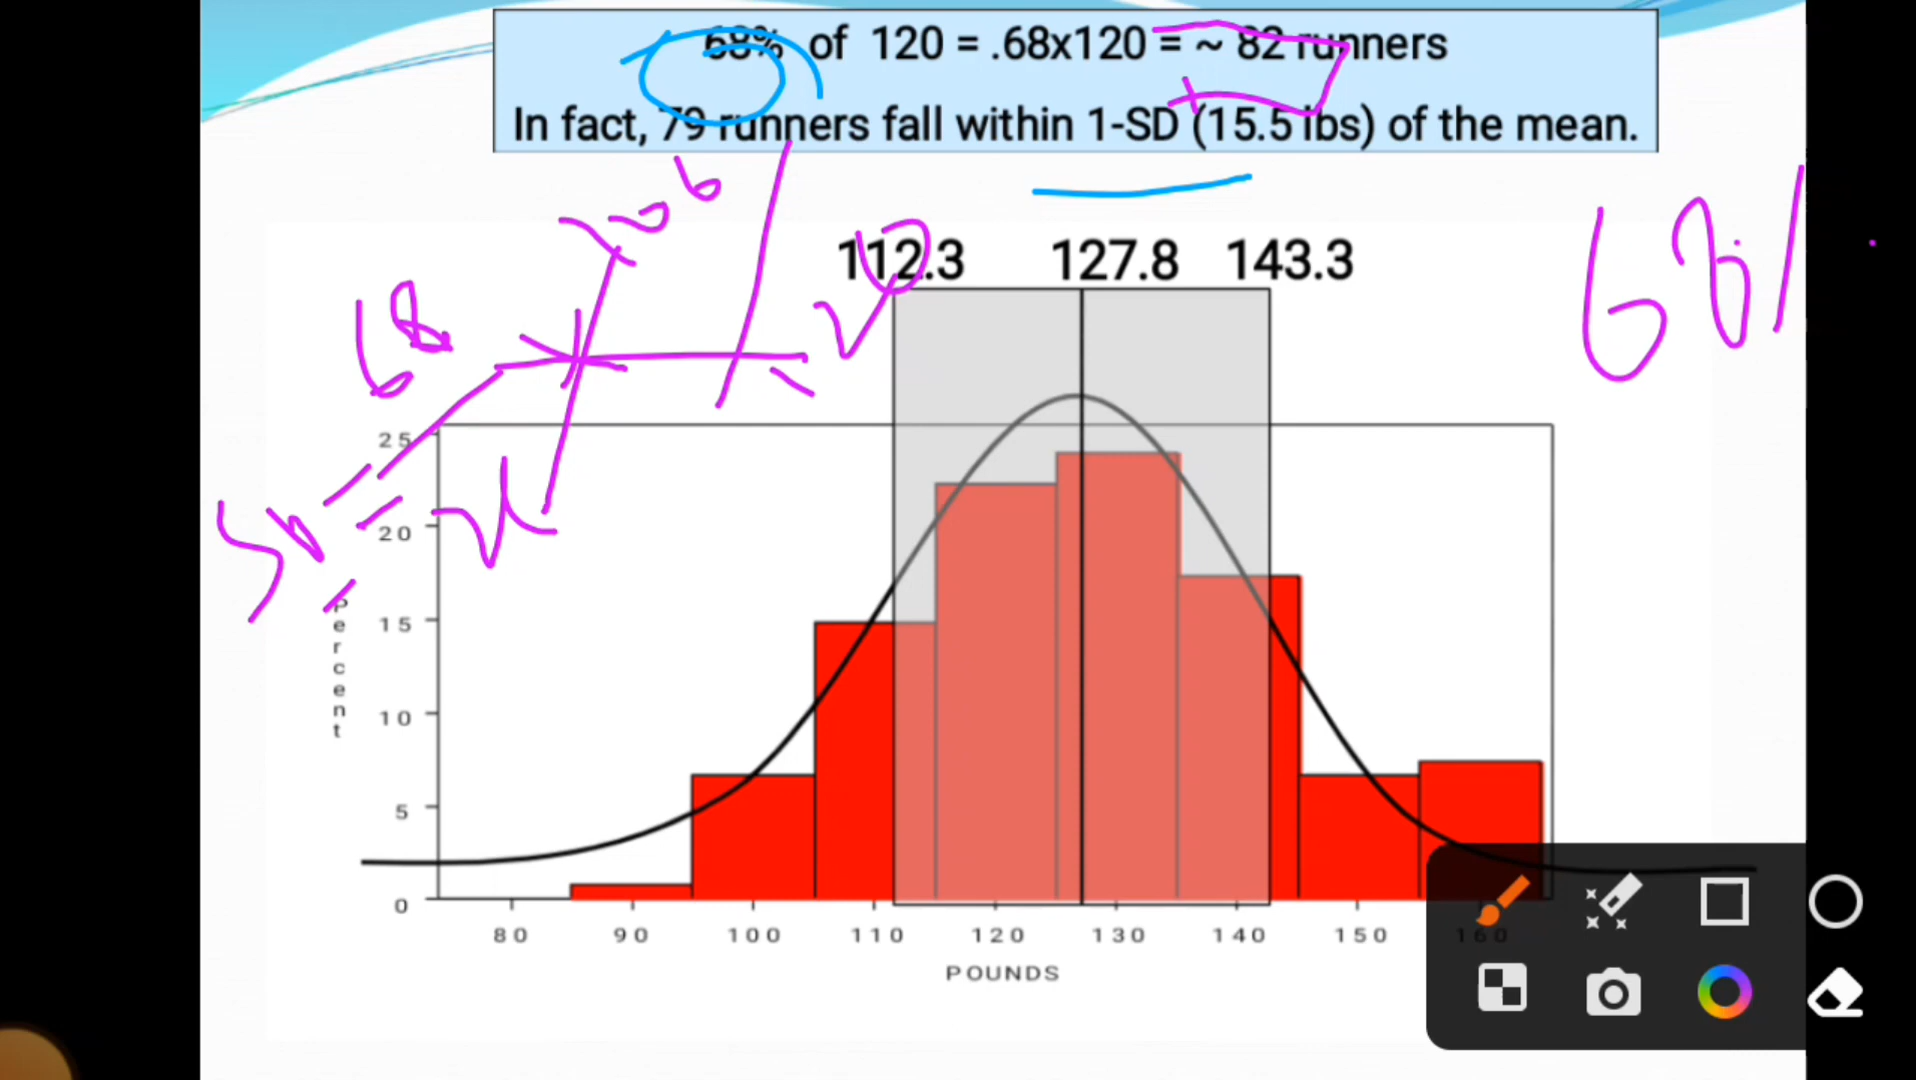 68% of 120 = .68x120 = ~ 82 runners
In fact, 79 runners fall within 1-SD (15.5 lbs) of the mean.
112.3 127.8 143.3
68
25
20
15
10
5
0
Percent
80 90 100 110 120 130 140 150 160
POUNDS